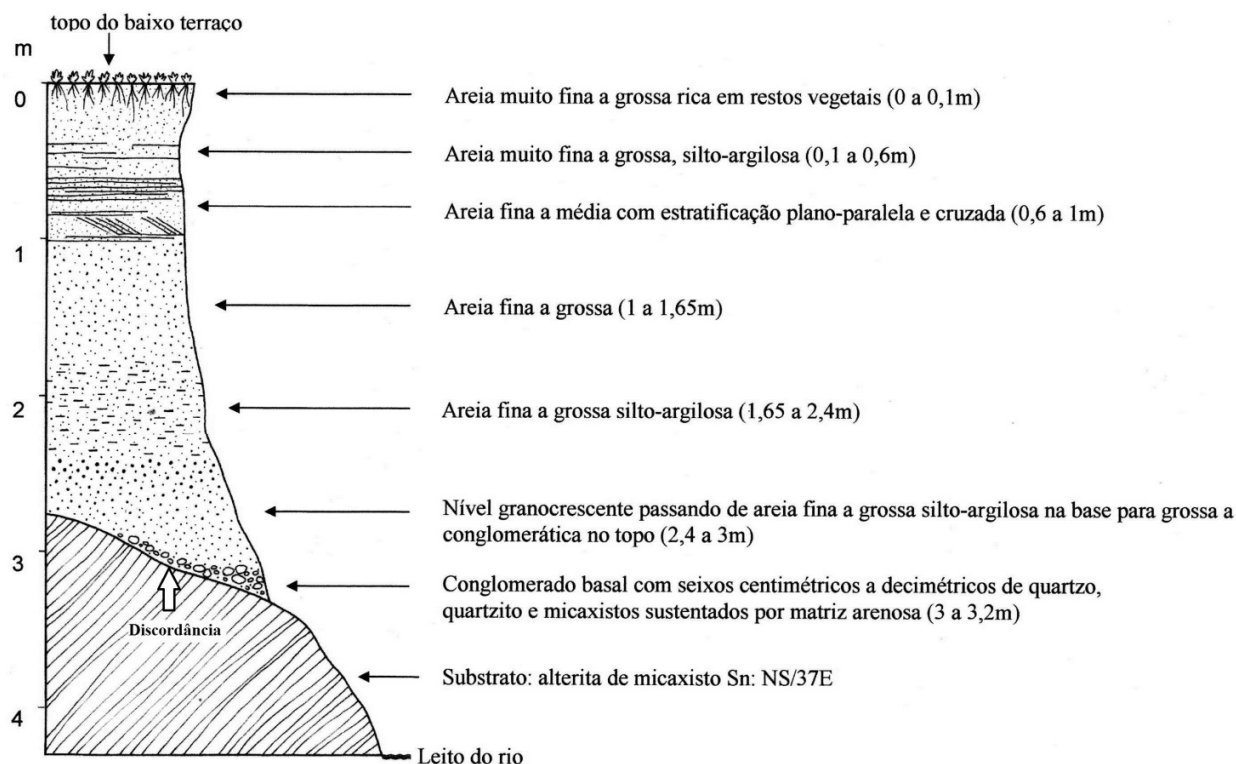 topo do baixo terraço
m
0
Areia muito fina a grossa rica em restos vegetais (0 a 0,1m)
Areia muito fina a grossa, silto-argilosa (0,1 a 0,6m)
Areia fina a média com estratificação plano-paralela e cruzada (0,6 a 1m)
1
Areia fina a grossa (1 a 1,65m)
2
Areia fina a grossa silto-argilosa (1,65 a 2,4m)
Nível granocrescente passando de areia fina a grossa silto-argilosa na base para grossa a
conglomerática no topo (2,4 a 3m)
3
Conglomerado basal com seixos centimétricos a decimétricos de quartzo,
quartzito e micaxistos sustentados por matriz arenosa (3 a 3,2m)
Discordância
Substrato: alterita de micaxisto Sn: NS/37E
4
Leito do rio